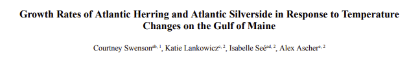 Growth Rates of Atlantic Herring and Atlantic Silverside in Response to Temperature
Changes on the Gulf of Maine
Courtney Swenson, Katie Lankowicz, Isabelle Seè, Alex Ascher